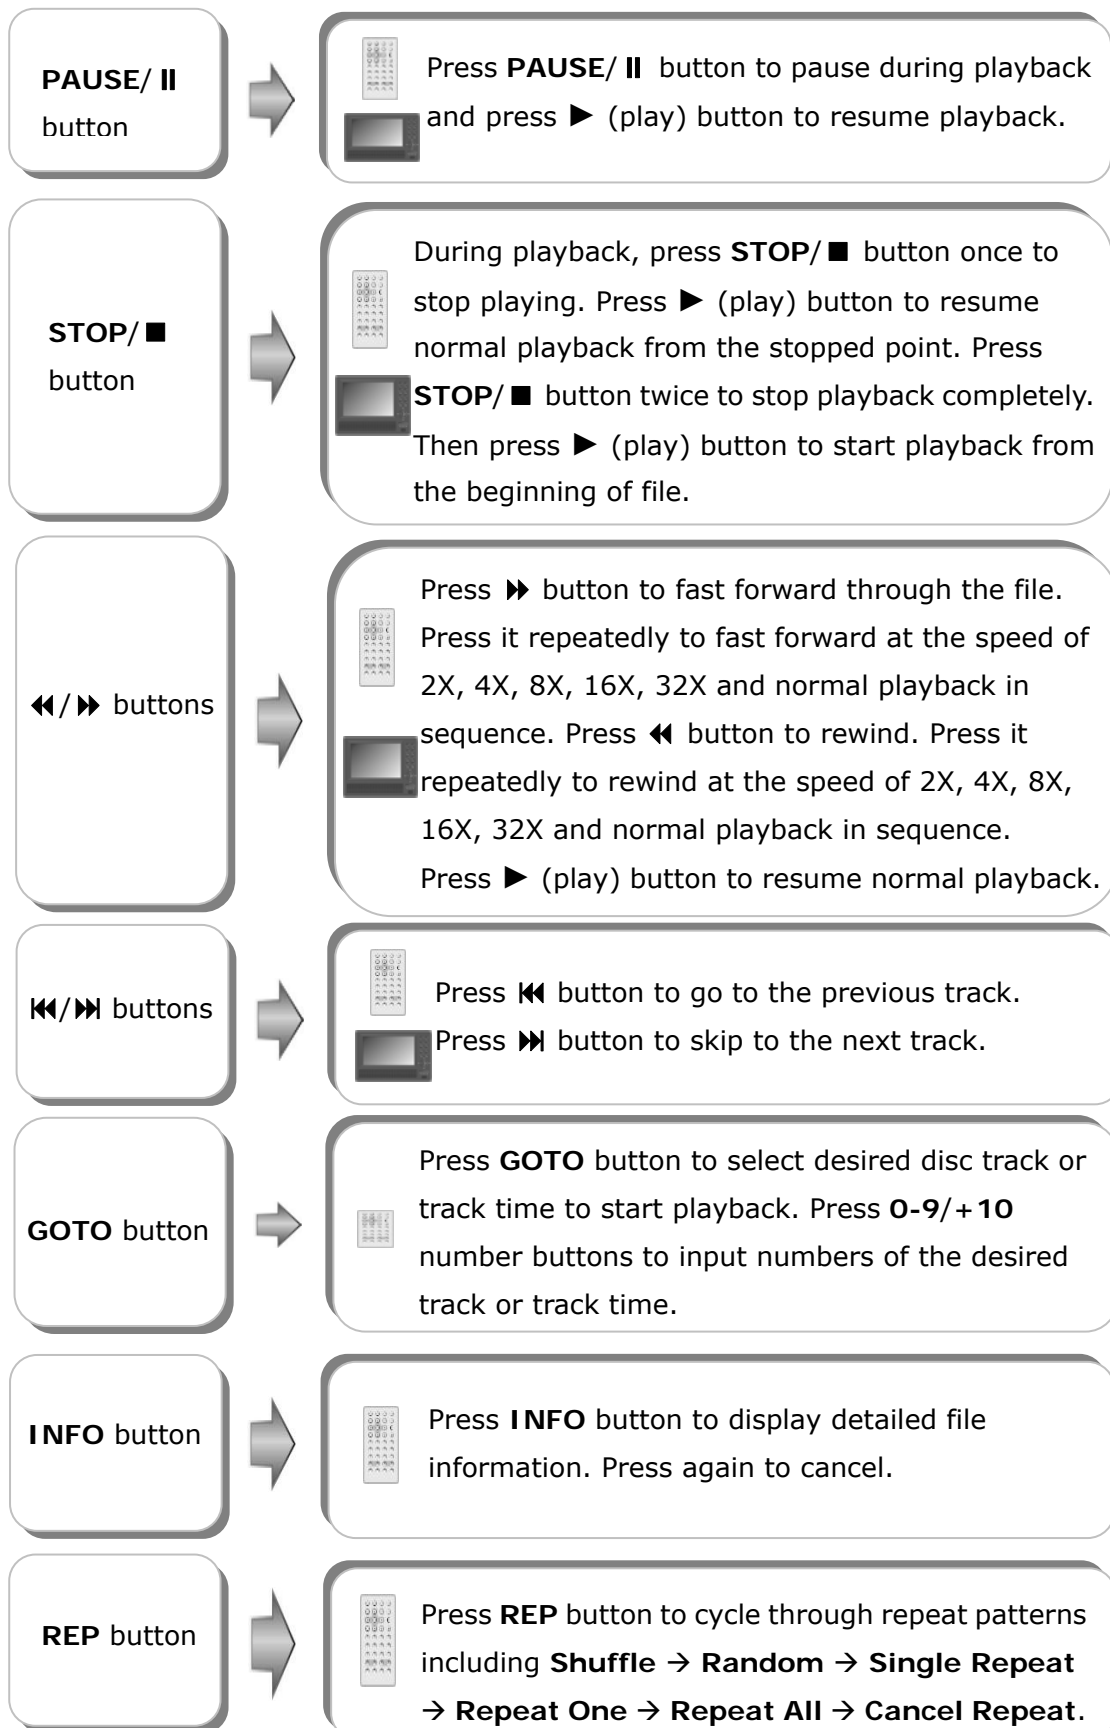 PAUSE/ ⏸
button
Press PAUSE/ ⏸ button to pause during playback
and press ► (play) button to resume playback.
STOP/ ■
button
During playback, press STOP/ ■ button once to
stop playing. Press ► (play) button to resume
normal playback from the stopped point. Press
STOP/ ■ button twice to stop playback completely.
Then press ► (play) button to start playback from
the beginning of file.
⏪/⏩ buttons
Press ⏩ button to fast forward through the file.
Press it repeatedly to fast forward at the speed of
2X, 4X, 8X, 16X, 32X and normal playback in
sequence. Press ⏪ button to rewind. Press it
repeatedly to rewind at the speed of 2X, 4X, 8X,
16X, 32X and normal playback in sequence.
Press ► (play) button to resume normal playback.
⏮/⏭ buttons
Press ⏮ button to go to the previous track.
Press ⏭ button to skip to the next track.
GOTO button
Press GOTO button to select desired disc track or
track time to start playback. Press 0-9/+10
number buttons to input numbers of the desired
track or track time.
INFO button
Press INFO button to display detailed file
information. Press again to cancel.
REP button
Press REP button to cycle through repeat patterns
including Shuffle → Random → Single Repeat
→ Repeat One → Repeat All → Cancel Repeat.